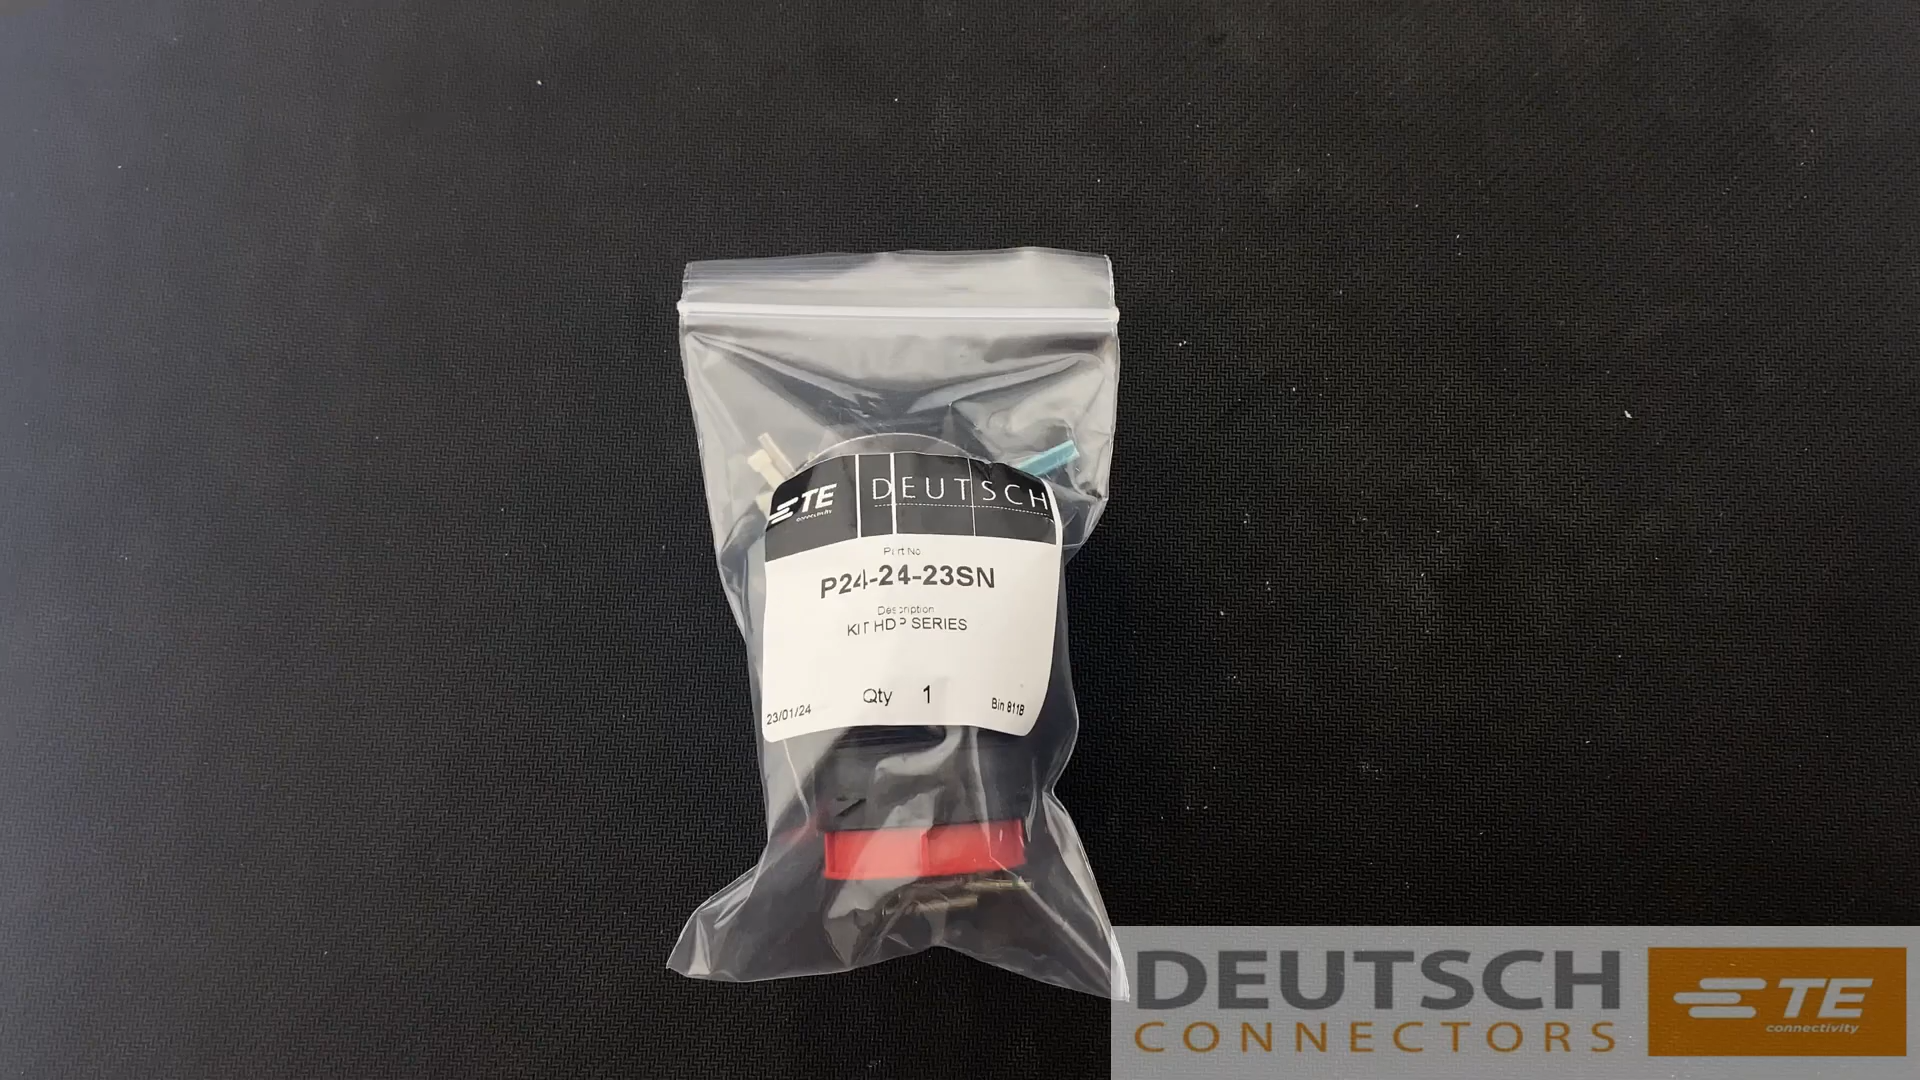 TE
connectivity
DEUTSCH
Part No
P24-24-23SN
Description
KIT HDP SERIES
Qty 1
23/01/24
Bin 811B
DEUTSCH
CONNECTORS
TE
connectivity